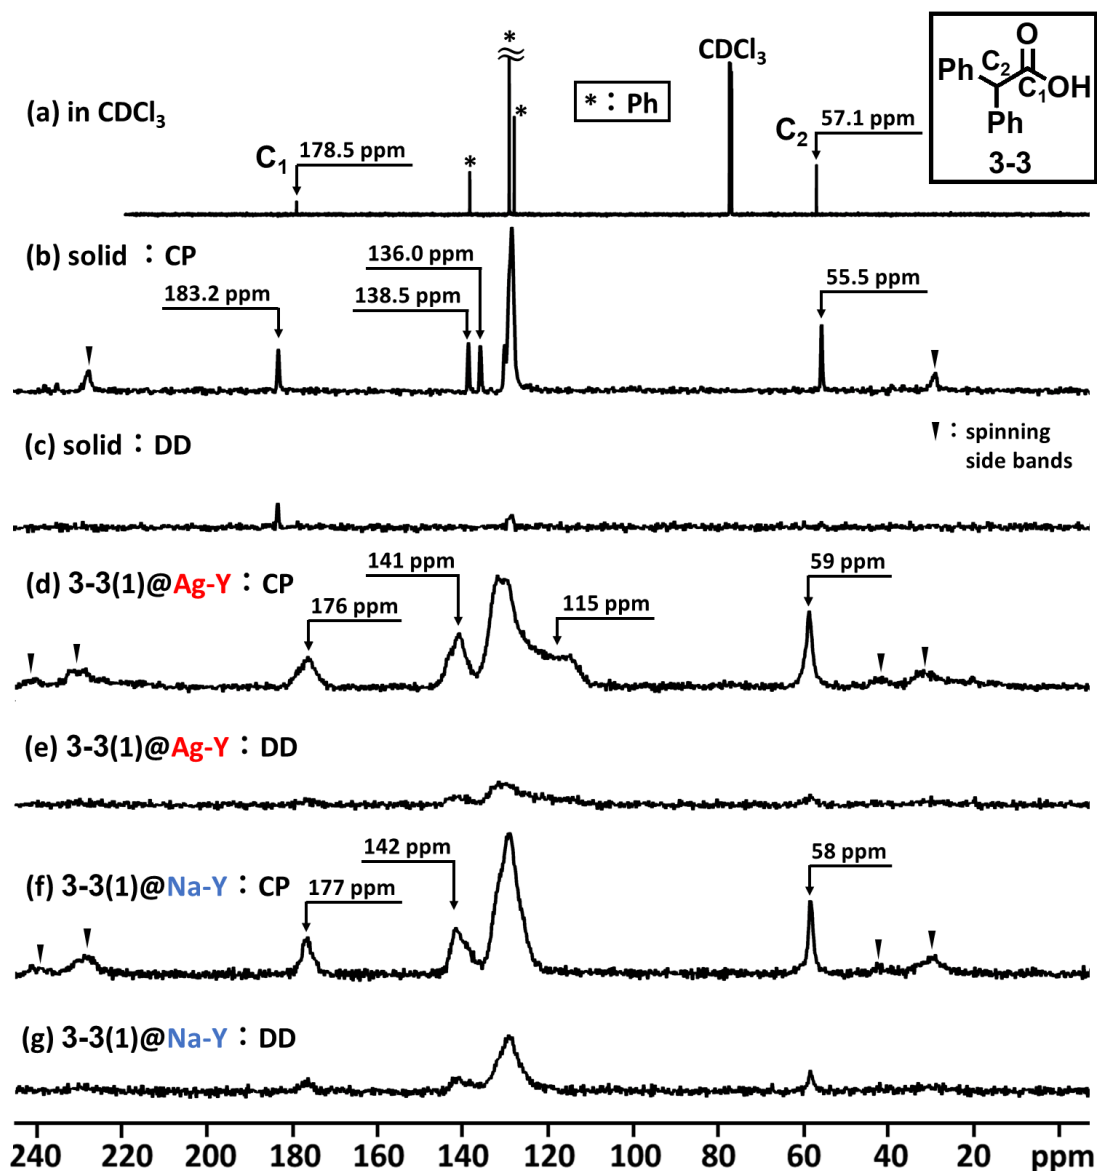 (a) in CDCl₃
C₁
178.5 ppm
*
*
*
* : Ph
CDCl₃
C₂
57.1 ppm
O
Ph
C₂
C₁
OH
Ph
3-3
(b) solid : CP
183.2 ppm
136.0 ppm
138.5 ppm
55.5 ppm
(c) solid : DD
: spinning
side bands
(d) 3-3(1)@Ag-Y : CP
176 ppm
141 ppm
115 ppm
59 ppm
(e) 3-3(1)@Ag-Y : DD
(f) 3-3(1)@Na-Y : CP
177 ppm
142 ppm
58 ppm
(g) 3-3(1)@Na-Y : DD
240 220 200 180 160 140 120 100 80 60 40 20 ppm